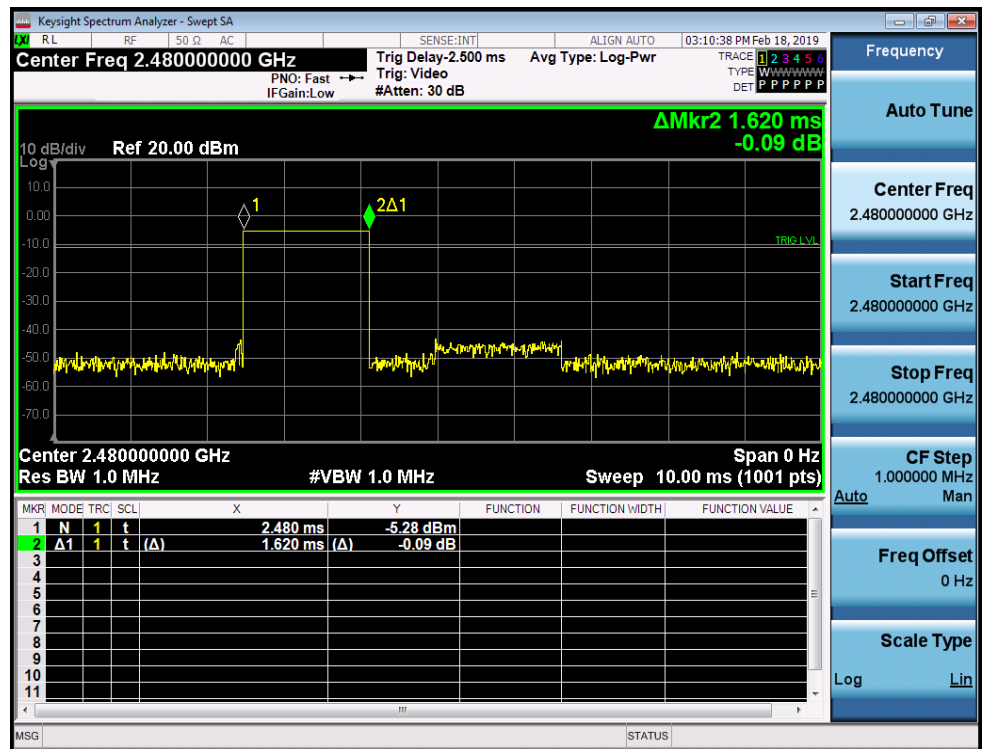 Keysight Spectrum Analyzer - Swept SA
LXI RL RF 50 Ω AC SENSE:INT ALIGN AUTO 03:10:38 PM Feb 18, 2019
Center Freq 2.480000000 GHz
PNO: Fast
IFGain:Low
Trig Delay-2.500 ms
Trig: Video
#Atten: 30 dB
Avg Type: Log-Pwr
TRACE 1 2 3 4 5 6
TYPE WWWWWW
DET P P P P P P
ΔMkr2 1.620 ms
-0.09 dB
10 dB/div Ref 20.00 dBm
Log
10.0
0.00
-10.0
-20.0
-30.0
-40.0
-50.0
-60.0
-70.0
1
2Δ1
TRIG LVL
Center 2.480000000 GHz Span 0 Hz
Res BW 1.0 MHz #VBW 1.0 MHz Sweep 10.00 ms (1001 pts)
MKR MODE TRC SCL X Y FUNCTION FUNCTION WIDTH FUNCTION VALUE
1 N 1 t 2.480 ms -5.28 dBm
2 Δ1 1 t (Δ) 1.620 ms (Δ) -0.09 dB
3
4
5
6
7
8
9
10
11
MSG STATUS
Frequency
Auto Tune
Center Freq
2.480000000 GHz
Start Freq
2.480000000 GHz
Stop Freq
2.480000000 GHz
CF Step
1.000000 MHz
Auto Man
Freq Offset
0 Hz
Scale Type
Log Lin